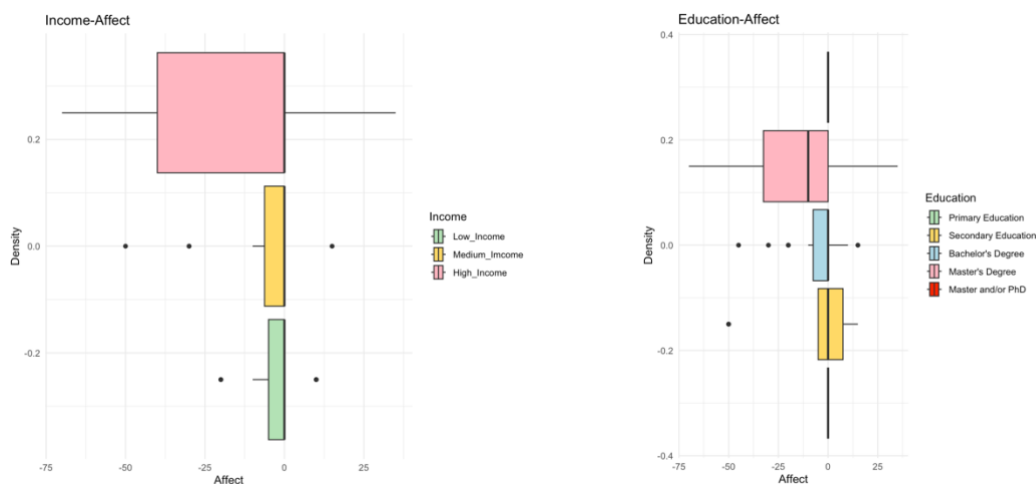 Income-Affect
0.2
0.0
-0.2
Density
-75
-50
-25
0
25
Affect
Income
Low_Income
Medium_Imcome
High_Income
Education-Affect
0.4
0.2
0.0
-0.2
-0.4
Density
-75
-50
-25
0
25
Affect
Education
Primary Education
Secondary Education
Bachelor's Degree
Master's Degree
Master and/or PhD